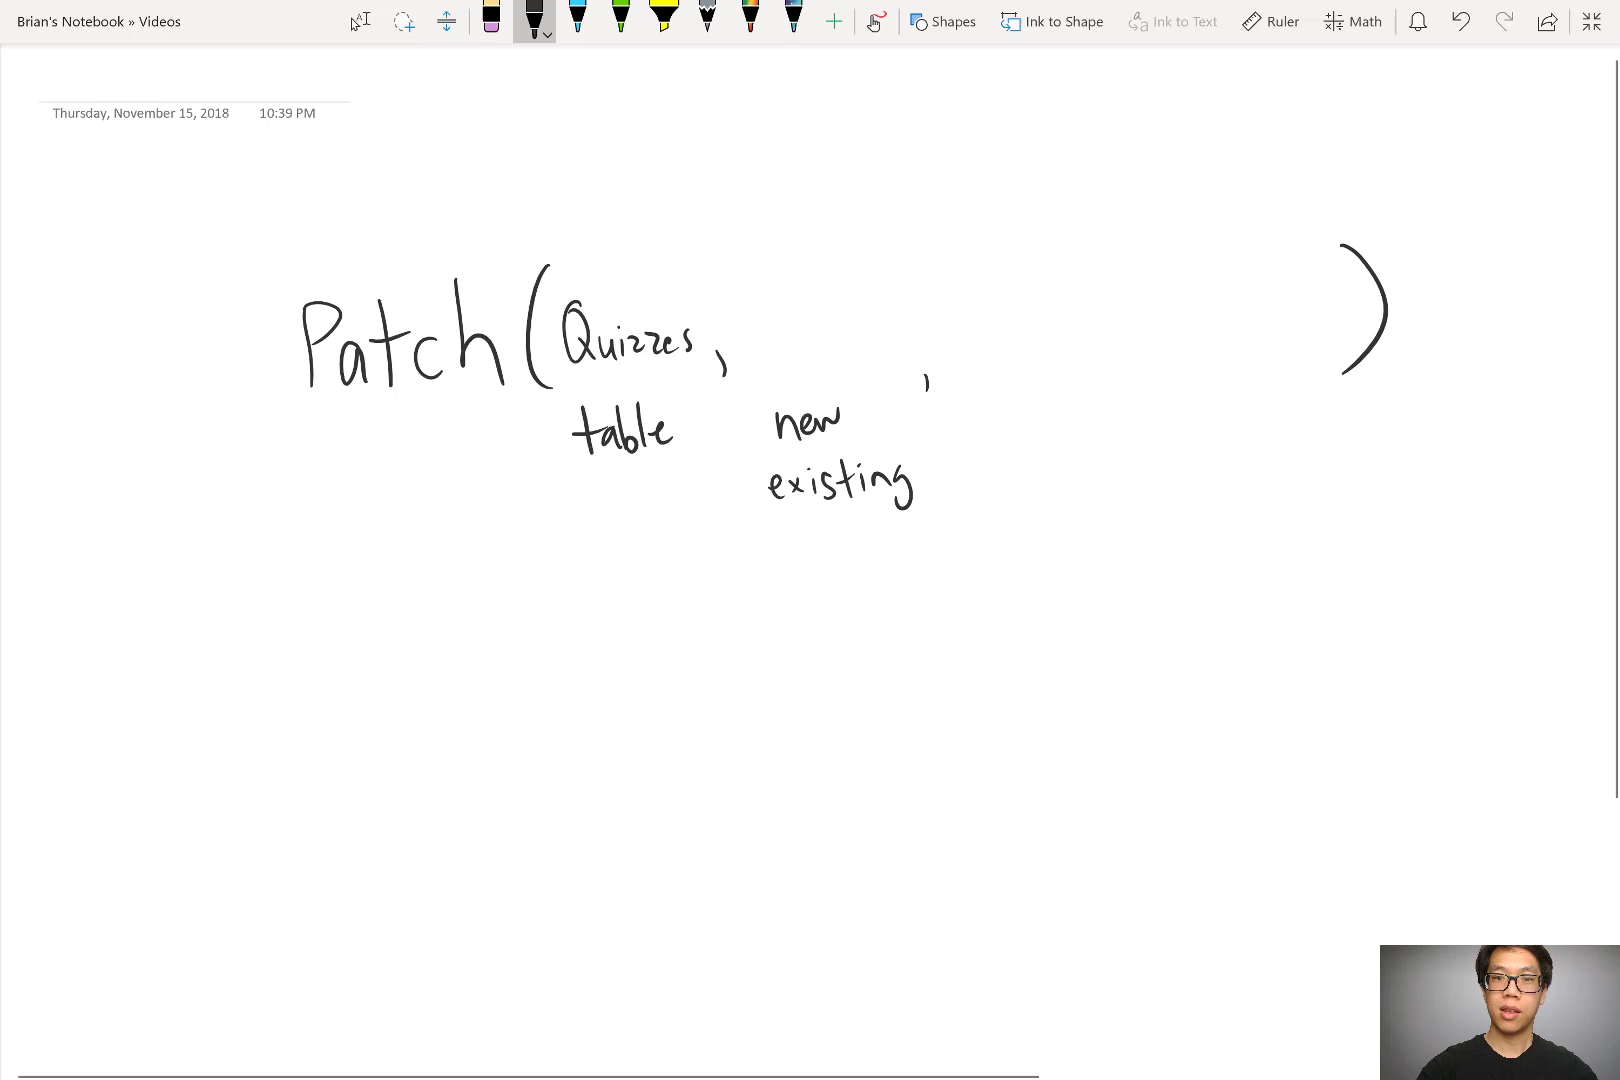 Brian's Notebook » Videos
Shapes
Ink to Shape
Ink to Text
Ruler
Math
Thursday, November 15, 2018 10:39 PM
Patch(Quizzes, , )
table new
existing